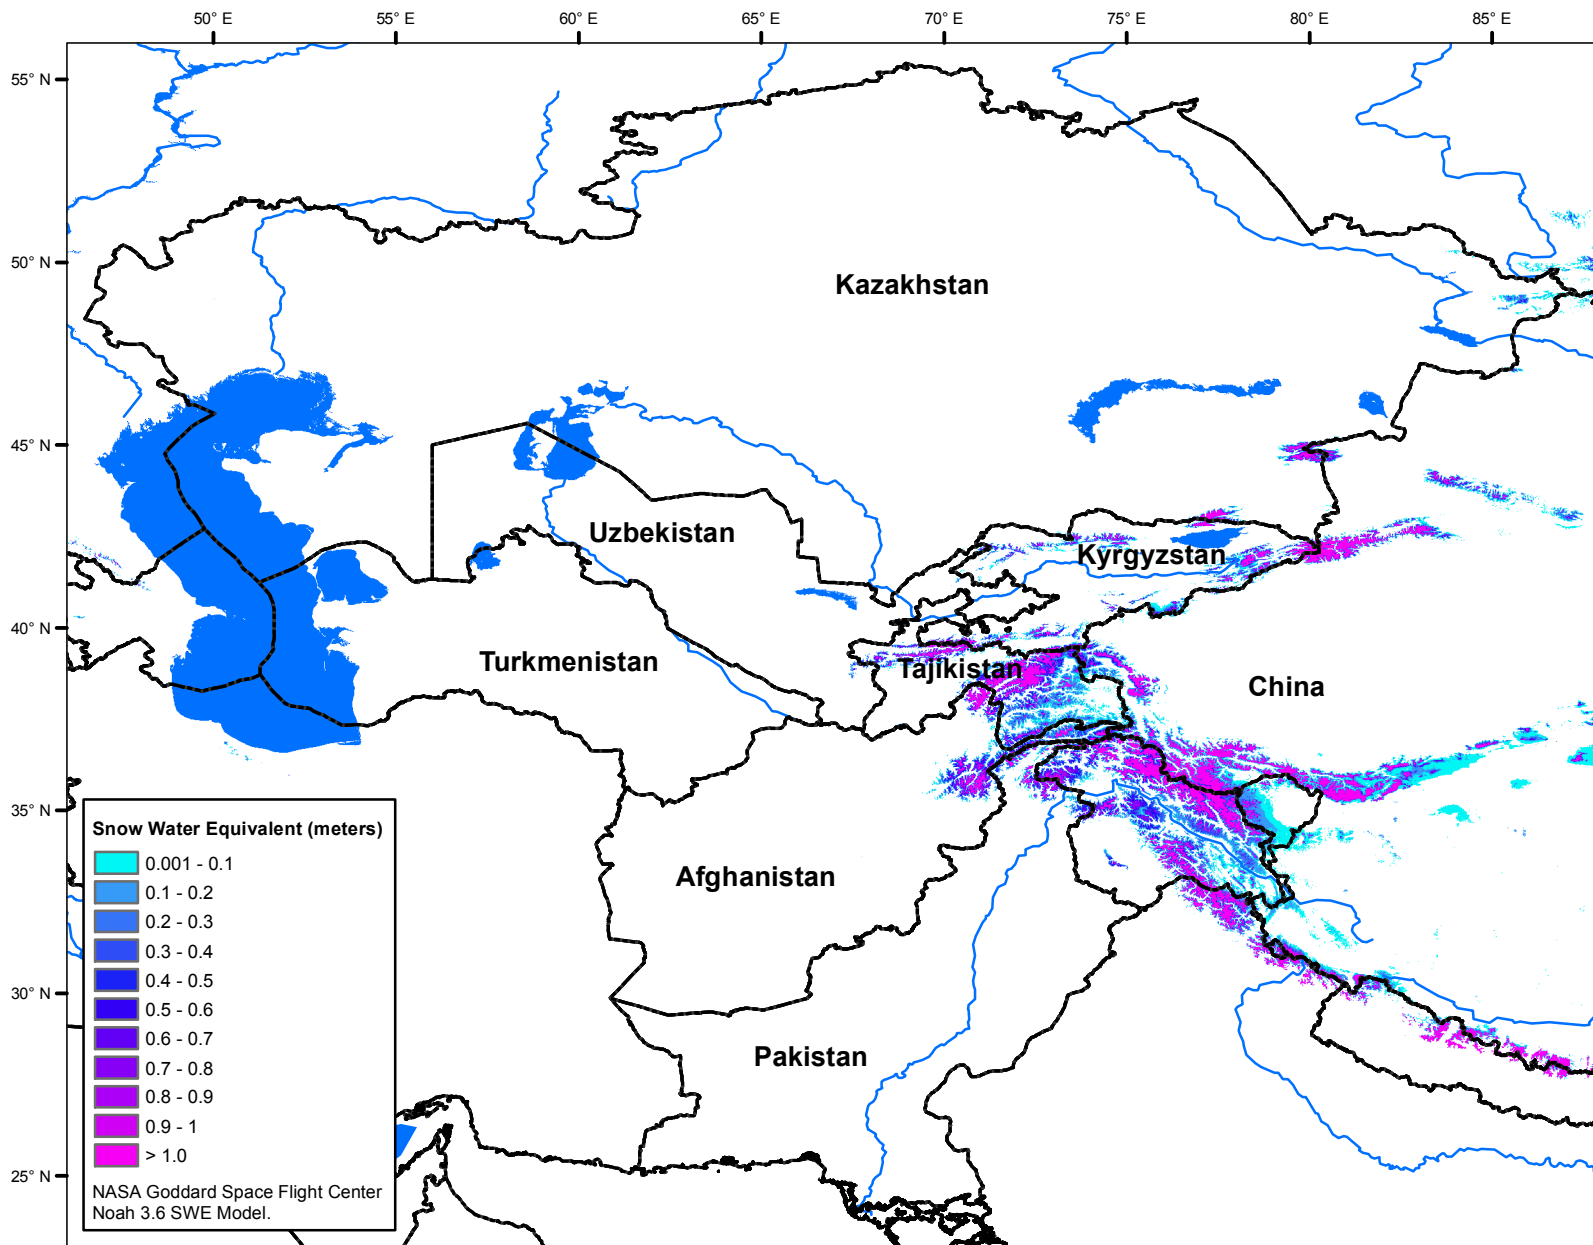 50° E
55° E
60° E
65° E
70° E
75° E
80° E
85° E
55° N
50° N
45° N
40° N
35° N
30° N
25° N
Kazakhstan
Uzbekistan
Kyrgyzstan
Turkmenistan
Tajikistan
China
Afghanistan
Pakistan
Snow Water Equivalent (meters)
0.001 - 0.1
0.1 - 0.2
0.2 - 0.3
0.3 - 0.4
0.4 - 0.5
0.5 - 0.6
0.6 - 0.7
0.7 - 0.8
0.8 - 0.9
0.9 - 1
> 1.0
NASA Goddard Space Flight Center
Noah 3.6 SWE Model.